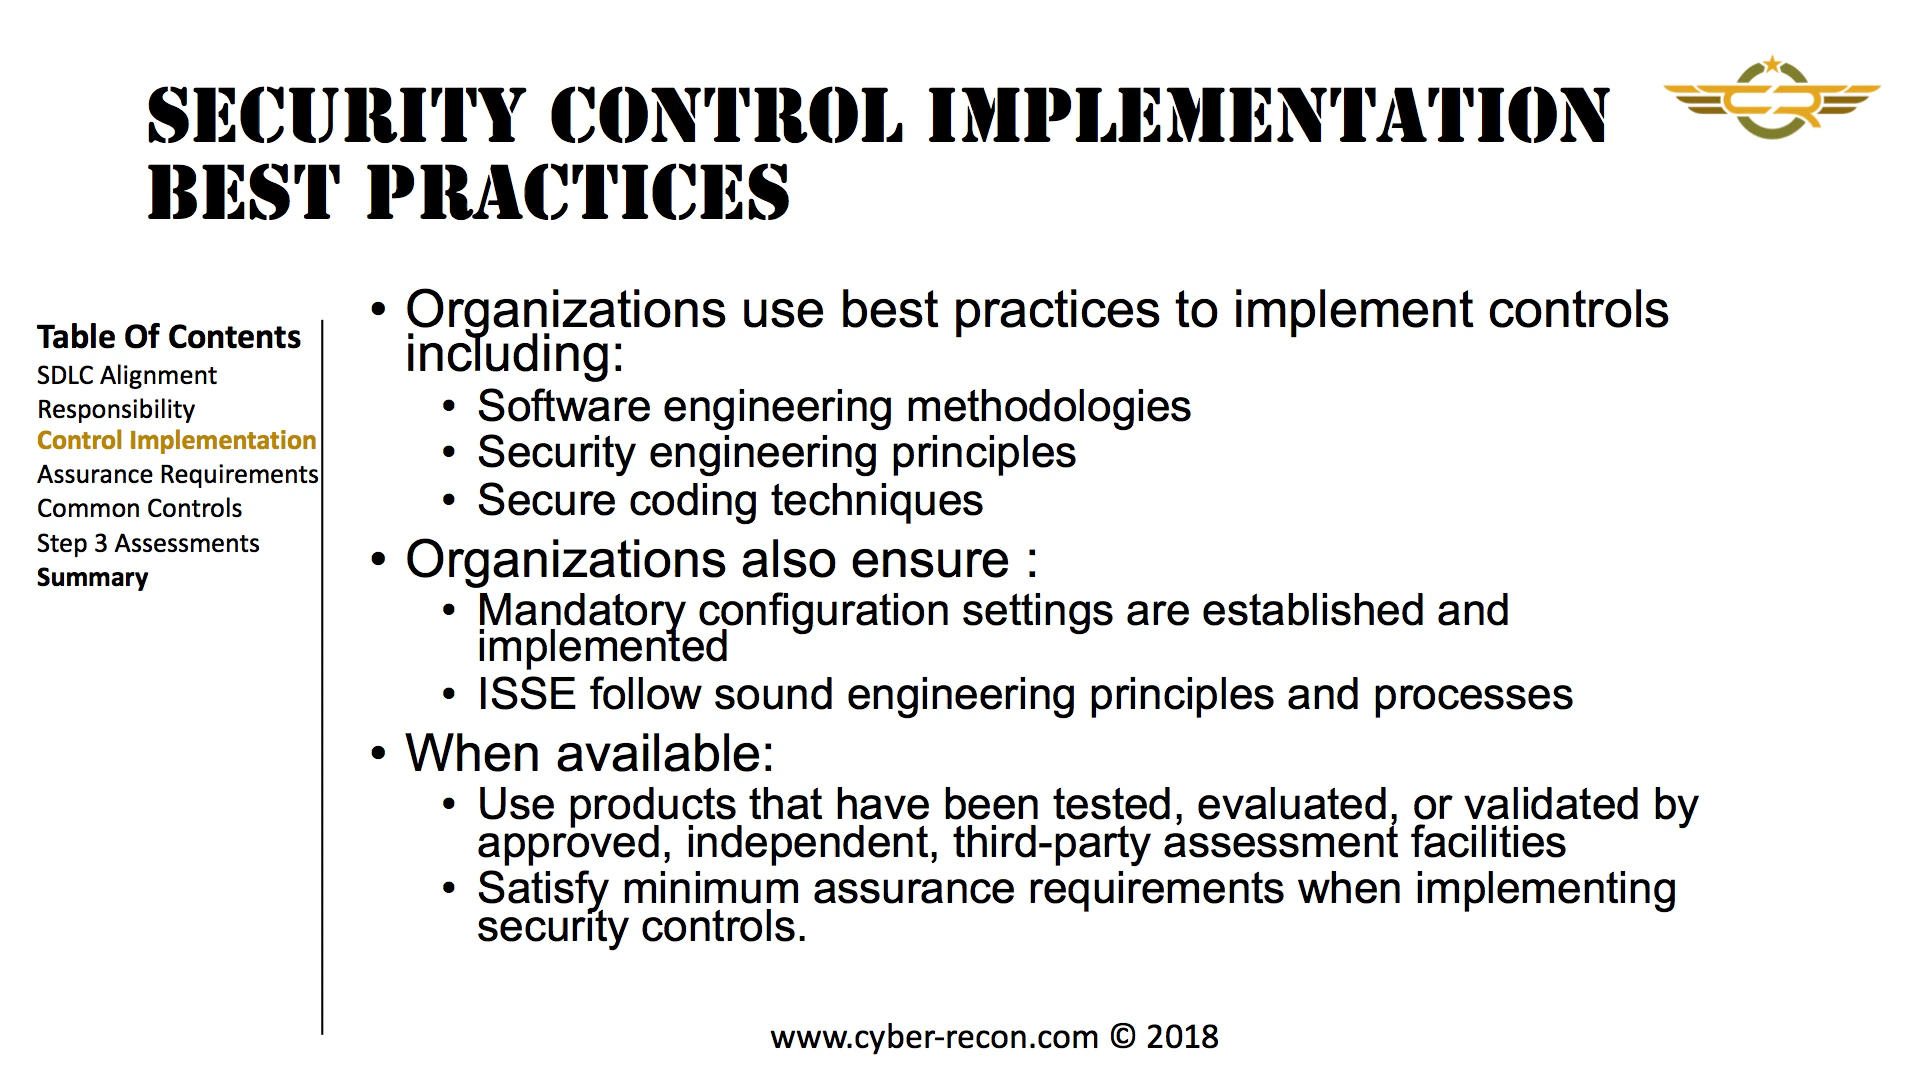 SECURITY CONTROL IMPLEMENTATION
BEST PRACTICES
CR
Table Of Contents
SDLC Alignment
Responsibility
Control Implementation
Assurance Requirements
Common Controls
Step 3 Assessments
Summary
• Organizations use best practices to implement controls
including:
• Software engineering methodologies
• Security engineering principles
• Secure coding techniques
• Organizations also ensure :
• Mandatory configuration settings are established and
implemented
• ISSE follow sound engineering principles and processes
• When available:
• Use products that have been tested, evaluated, or validated by
approved, independent, third-party assessment facilities
• Satisfy minimum assurance requirements when implementing
security controls.
www.cyber-recon.com © 2018